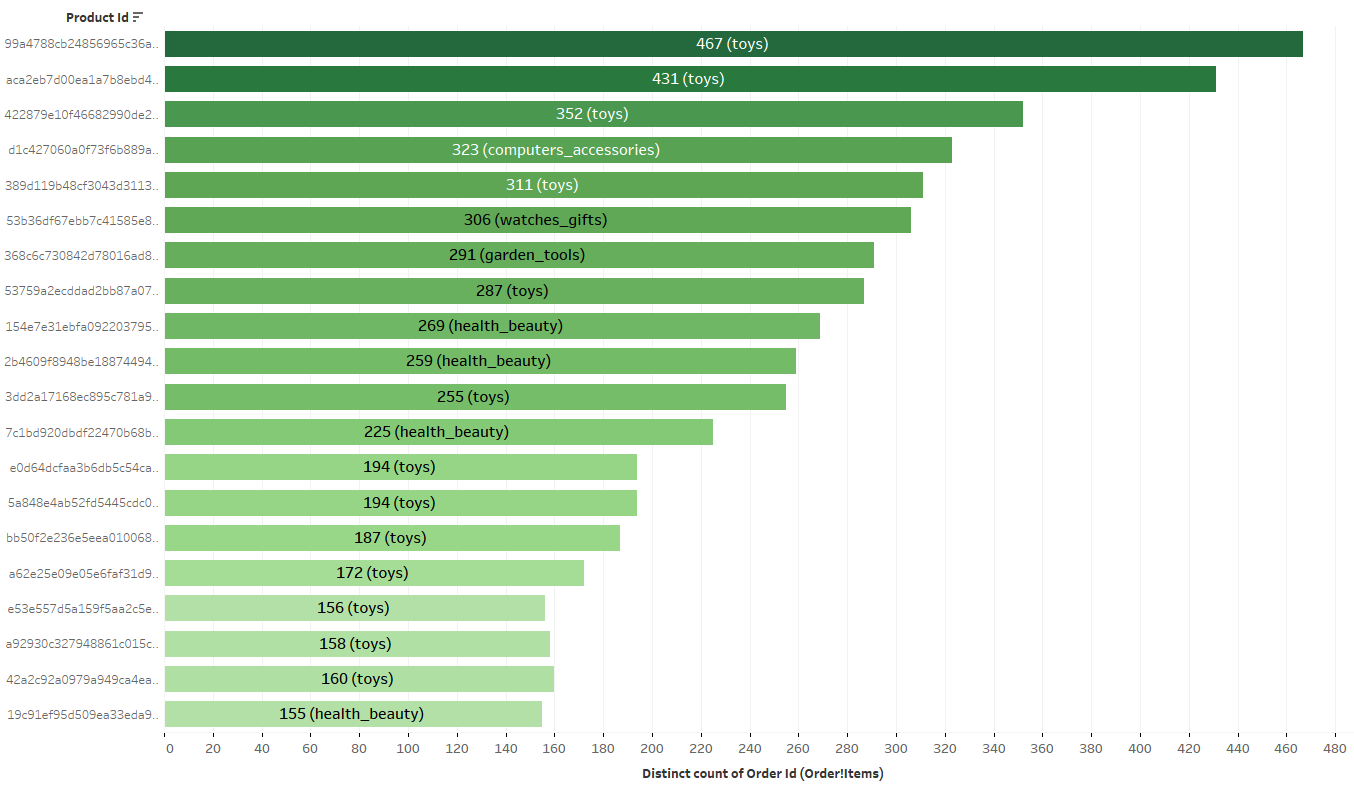 Product Id
99a4788cb24856965c36a.. 467 (toys)
aca2eb7d00ea1a7b8ebd4.. 431 (toys)
422879e10f46682990de2.. 352 (toys)
d1c427060a0f73f6b889a.. 323 (computers_accessories)
389d119b48cf3043d3113.. 311 (toys)
53b36df67ebb7c41585e8.. 306 (watches_gifts)
368c6c730842d78016ad8.. 291 (garden_tools)
53759a2ecddad2bb87a07.. 287 (toys)
154e7e31ebfa092203795.. 269 (health_beauty)
2b4609f8948be18874494.. 259 (health_beauty)
3dd2a17168ec895c781a9.. 255 (toys)
7c1bd920dbdf22470b68b.. 225 (health_beauty)
e0d64dcfaa3b6db5c54ca.. 194 (toys)
5a848e4ab52fd5445cdc0.. 194 (toys)
bb50f2e236e5eea010068.. 187 (toys)
a62e25e09e05e6faf31d9.. 172 (toys)
e53e557d5a159f5aa2c5e.. 156 (toys)
a92930c327948861c015c.. 158 (toys)
42a2c92a0979a949ca4ea.. 160 (toys)
19c91ef95d509ea33eda9.. 155 (health_beauty)
0 20 40 60 80 100 120 140 160 180 200 220 240 260 280 300 320 340 360 380 400 420 440 460 480
Distinct count of Order Id (Order!Items)